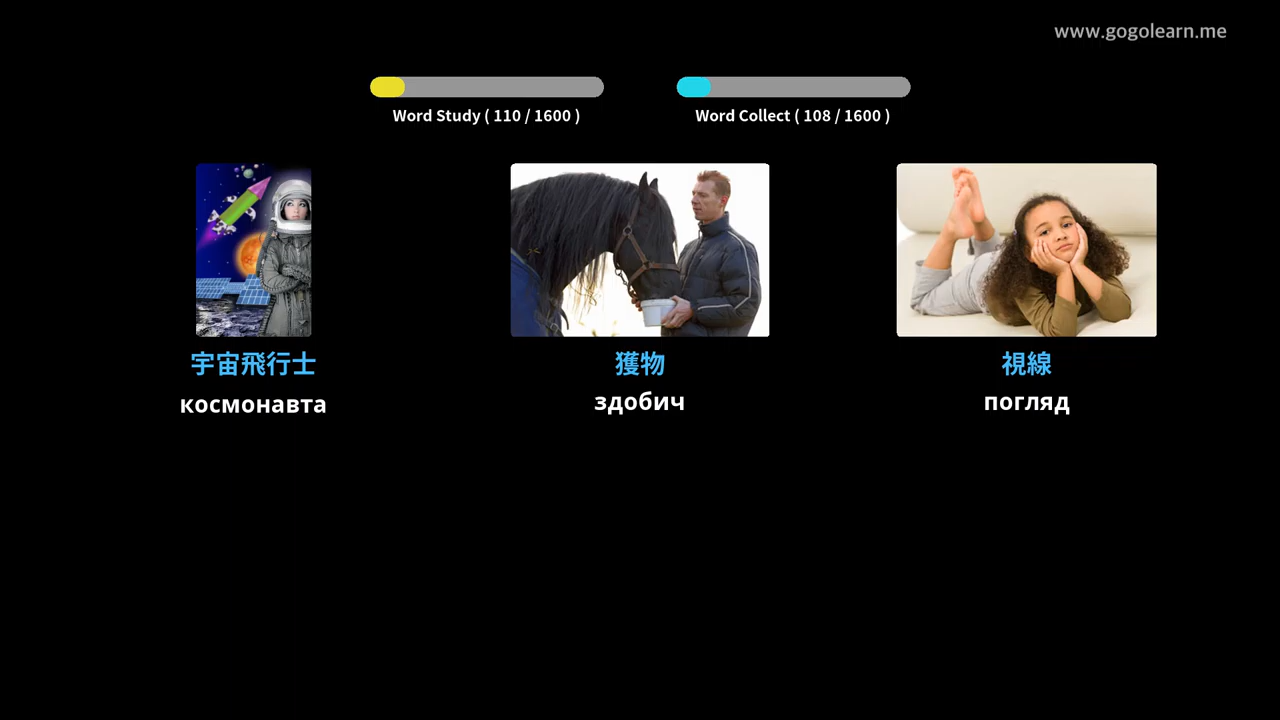 www.gogolearn.me
Word Study ( 110 / 1600 )
Word Collect ( 108 / 1600 )
宇宙飛行士
космонавта
獲物
здобич
視線
погляд